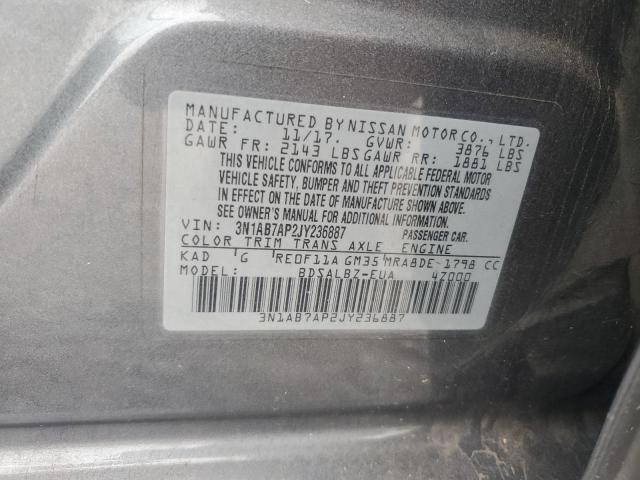 MANUFACTURED BY NISSAN MOTOR CO., LTD.
DATE: 11/17. GVWR: 3876 LBS
GAWR FR: 2143 LBS GAWR RR: 1881 LBS
THIS VEHICLE CONFORMS TO ALL APPLICABLE FEDERAL MOTOR
VEHICLE SAFETY, BUMPER AND THEFT PREVENTION STANDARDS
IN EFFECT ON THE DATE OF MANUFACTURE SHOWN ABOVE.
SEE OWNER'S MANUAL FOR ADDITIONAL INFORMATION.
VIN: 3N1AB7AP2JY236887 PASSENGER CAR.
COLOR TRIM TRANS AXLE ENGINE
KAD G RE0F11A GM35 MRA8DE-1798 CC
MODEL: BDSALBZ-EUA 47000
3N1AB7AP2JY236887